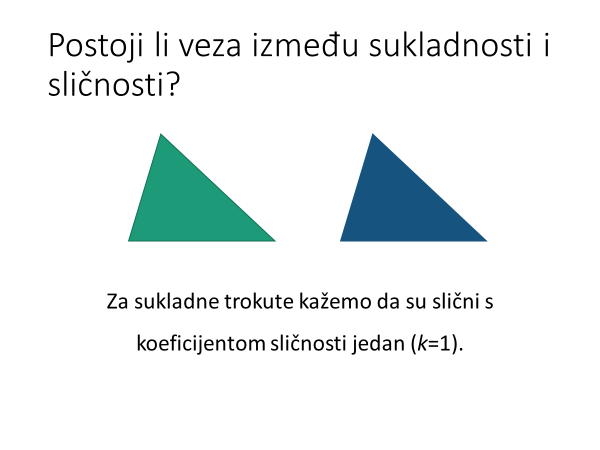 Postoji li veza između sukladnosti i
sličnosti?
Za sukladne trokute kažemo da su slični s
koeficijentom sličnosti jedan (k=1).